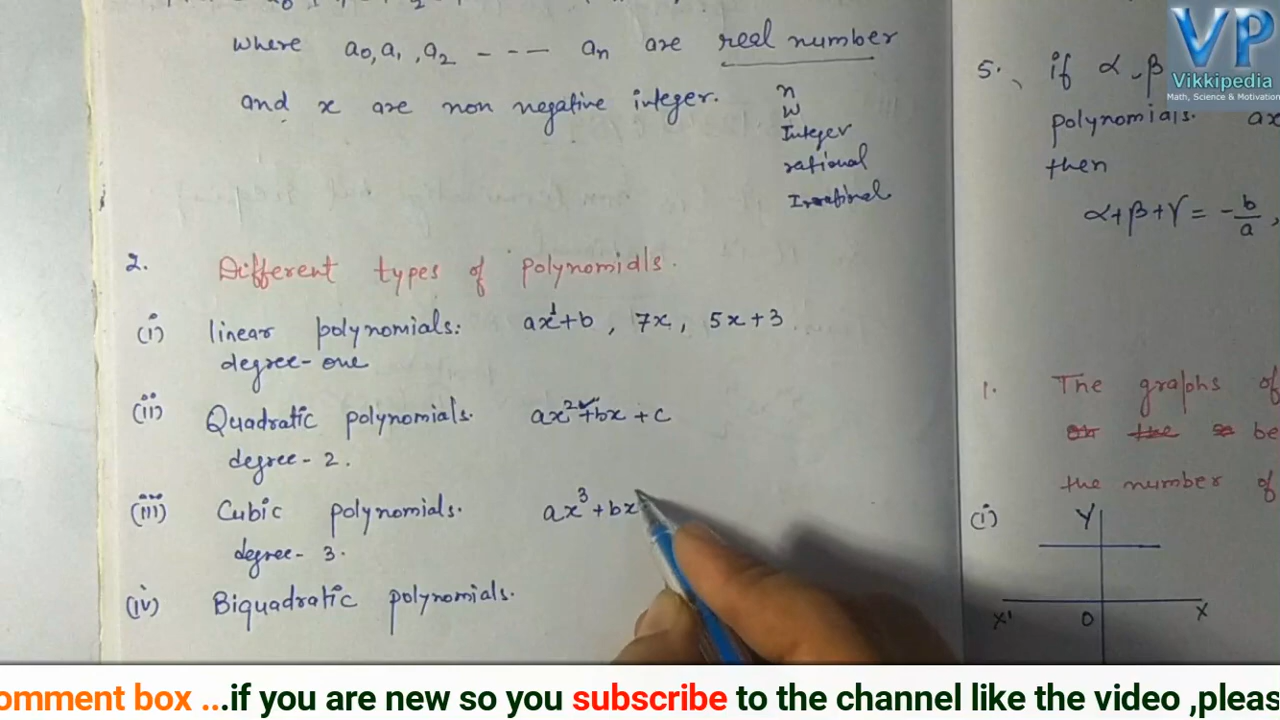 where a₀,a₁,a₂ --- aₙ are real number
and x are non negative integer.
n
w
Integer
rational
2. Different types of polynomials.
(i) linear polynomials: ax¹+b, 7x, 5x+3
degree-one
(ii) Quadratic polynomials. ax²+bx+c
degree-2.
(iii) Cubic polynomials. ax³+bx
degree-3.
(iv) Biquadratic polynomials.
5. if α, β
polynomials. ax
then
α+β+γ = -b/a,
1. The graphs of
the be
the number of
(i) Y
X' O X
VP
Vikkipedia
Math, Science & Motivation
omment box ...if you are new so you subscribe to the channel like the video ,pleas